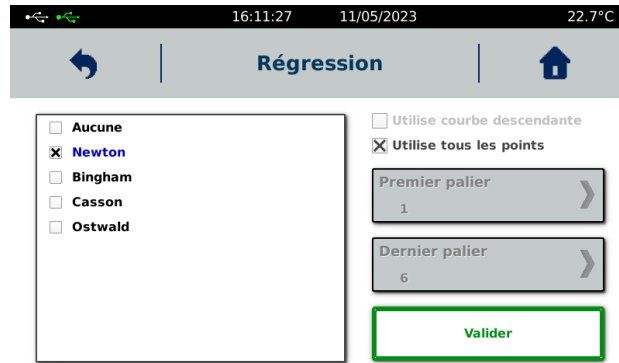 16:11:27 11/05/2023 22.7°C
Régression
Aucune
Newton
Bingham
Casson
Ostwald
Utilise courbe descendante
Utilise tous les points
Premier palier
1
Dernier palier
6
Valider